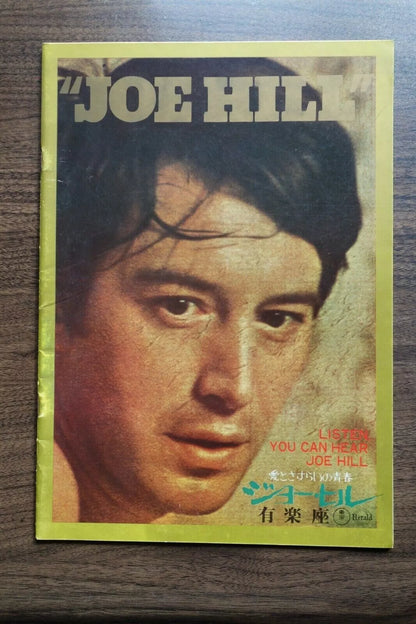 "JOE HILL"
LISTEN
YOU CAN HEAR
JOE HILL
愛とさすらいの青春
ジョー・ヒル
有楽座 Herald